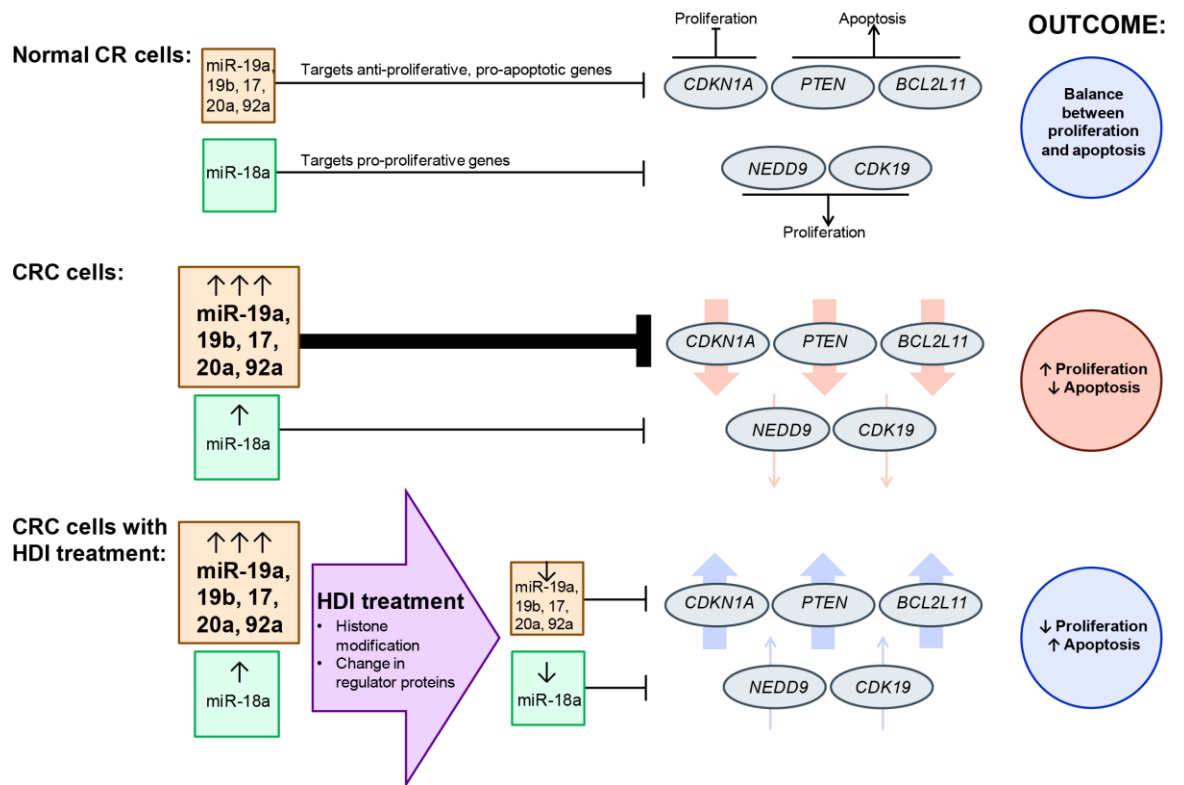 OUTCOME:
Normal CR cells:
miR-19a,
19b, 17,
20a, 92a
Targets anti-proliferative, pro-apoptotic genes
Proliferation
Apoptosis
CDKN1A
PTEN
BCL2L11
miR-18a
Targets pro-proliferative genes
NEDD9
CDK19
Proliferation
Balance
between
proliferation
and apoptosis
CRC cells:
↑ ↑ ↑
miR-19a,
19b, 17,
20a, 92a
↑
miR-18a
CDKN1A
PTEN
BCL2L11
NEDD9
CDK19
↑ Proliferation
↓ Apoptosis
CRC cells with
HDI treatment:
↑ ↑ ↑
miR-19a,
19b, 17,
20a, 92a
↑
miR-18a
HDI treatment
• Histone
modification
• Change in
regulator proteins
↓
miR-19a,
19b, 17,
20a, 92a
↓
miR-18a
CDKN1A
PTEN
BCL2L11
NEDD9
CDK19
↓ Proliferation
↑ Apoptosis